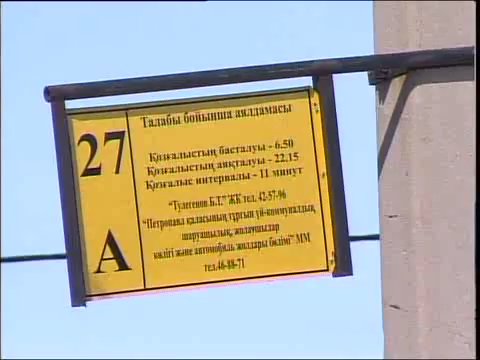 27
А
Талабы бойынша аялдамасы
Қозғалыстың басталуы - 6.50
Қозғалыстың аяқталуы - 22.15
Қозғалыс интервалы - 11 минут
"Тулегенов Б.Т." ЖК тел. 42-57-96
"Петропавл қаласының тұрғын үй-коммуналдық
шаруашылық, жолаушылар
көлігі және автомобиль жолдары бөлімі" ММ
тел.46-88-71